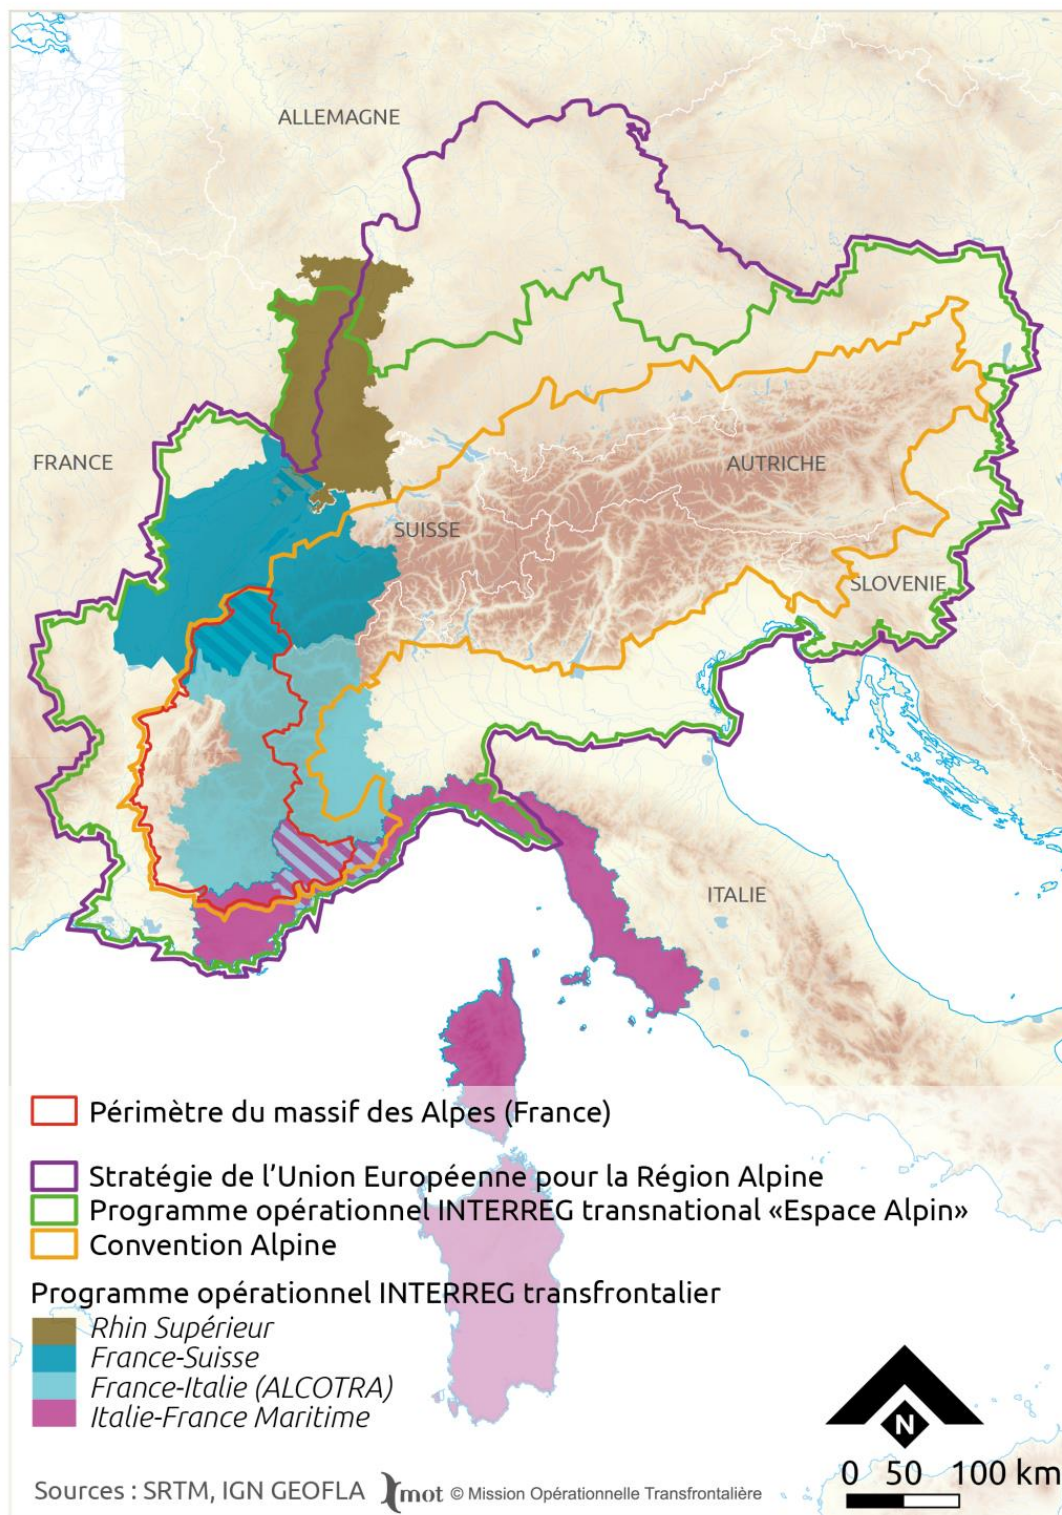 ALLEMAGNE
FRANCE
AUTRICHE
SUISSE
SLOVENIE
ITALIE
Périmètre du massif des Alpes (France)
Stratégie de l'Union Européenne pour la Région Alpine
Programme opérationnel INTERREG transnational «Espace Alpin»
Convention Alpine
Programme opérationnel INTERREG transfrontalier
Rhin Supérieur
France-Suisse
France-Italie (ALCOTRA)
Italie-France Maritime
N
0 50 100 km
Sources : SRTM, IGN GEOFLA mot © Mission Opérationnelle Transfrontalière